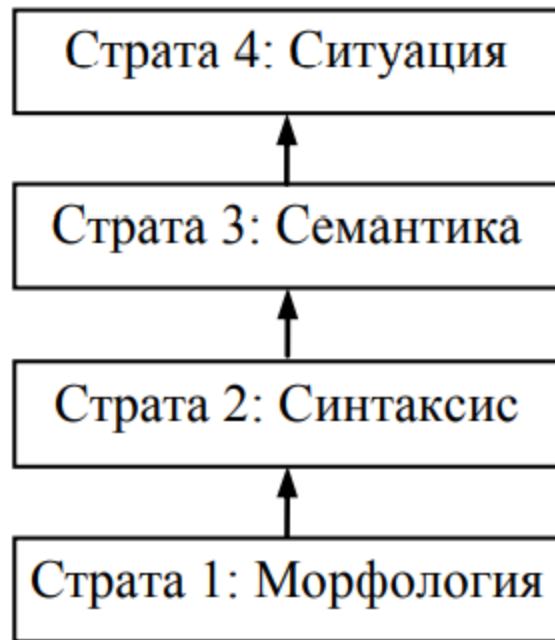 Страта 4: Ситуация
Страта 3: Семантика
Страта 2: Синтаксис
Страта 1: Морфология